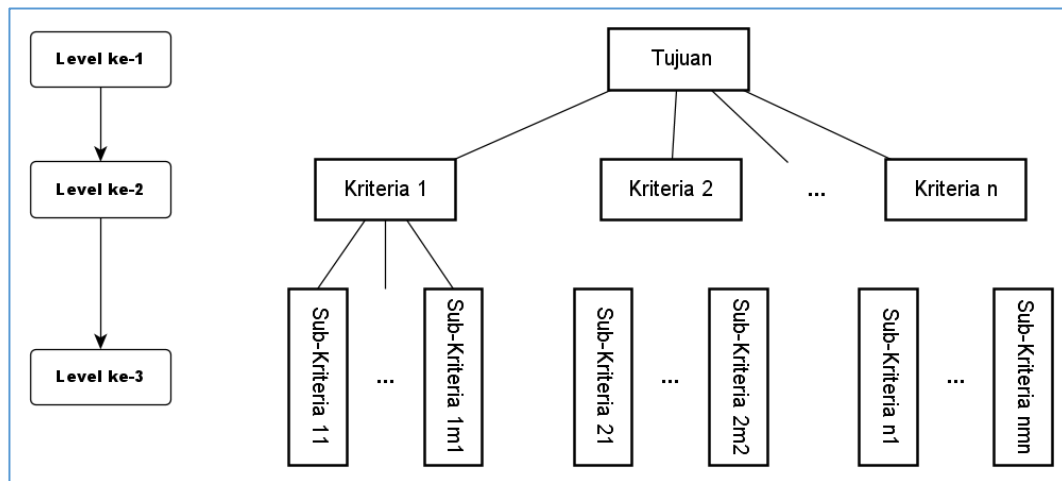 Level ke-1
Tujuan
Level ke-2
Kriteria 1
Kriteria 2
...
Kriteria n
Level ke-3
Sub-Kriteria 11
...
Sub-Kriteria 1m1
Sub-Kriteria 21
...
Sub-Kriteria 2m2
Sub-Kriteria n1
...
Sub-Kriteria nmn